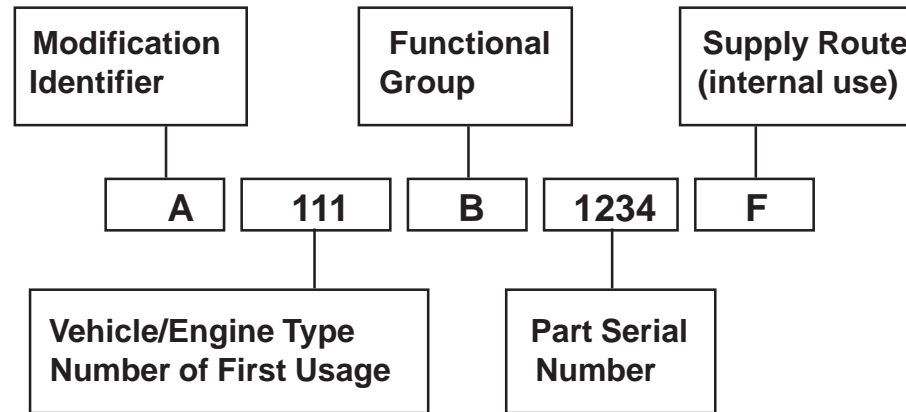 Modification
Identifier
Functional
Group
Supply Route
(internal use)
A
111
B
1234
F
Vehicle/Engine Type
Number of First Usage
Part Serial
Number